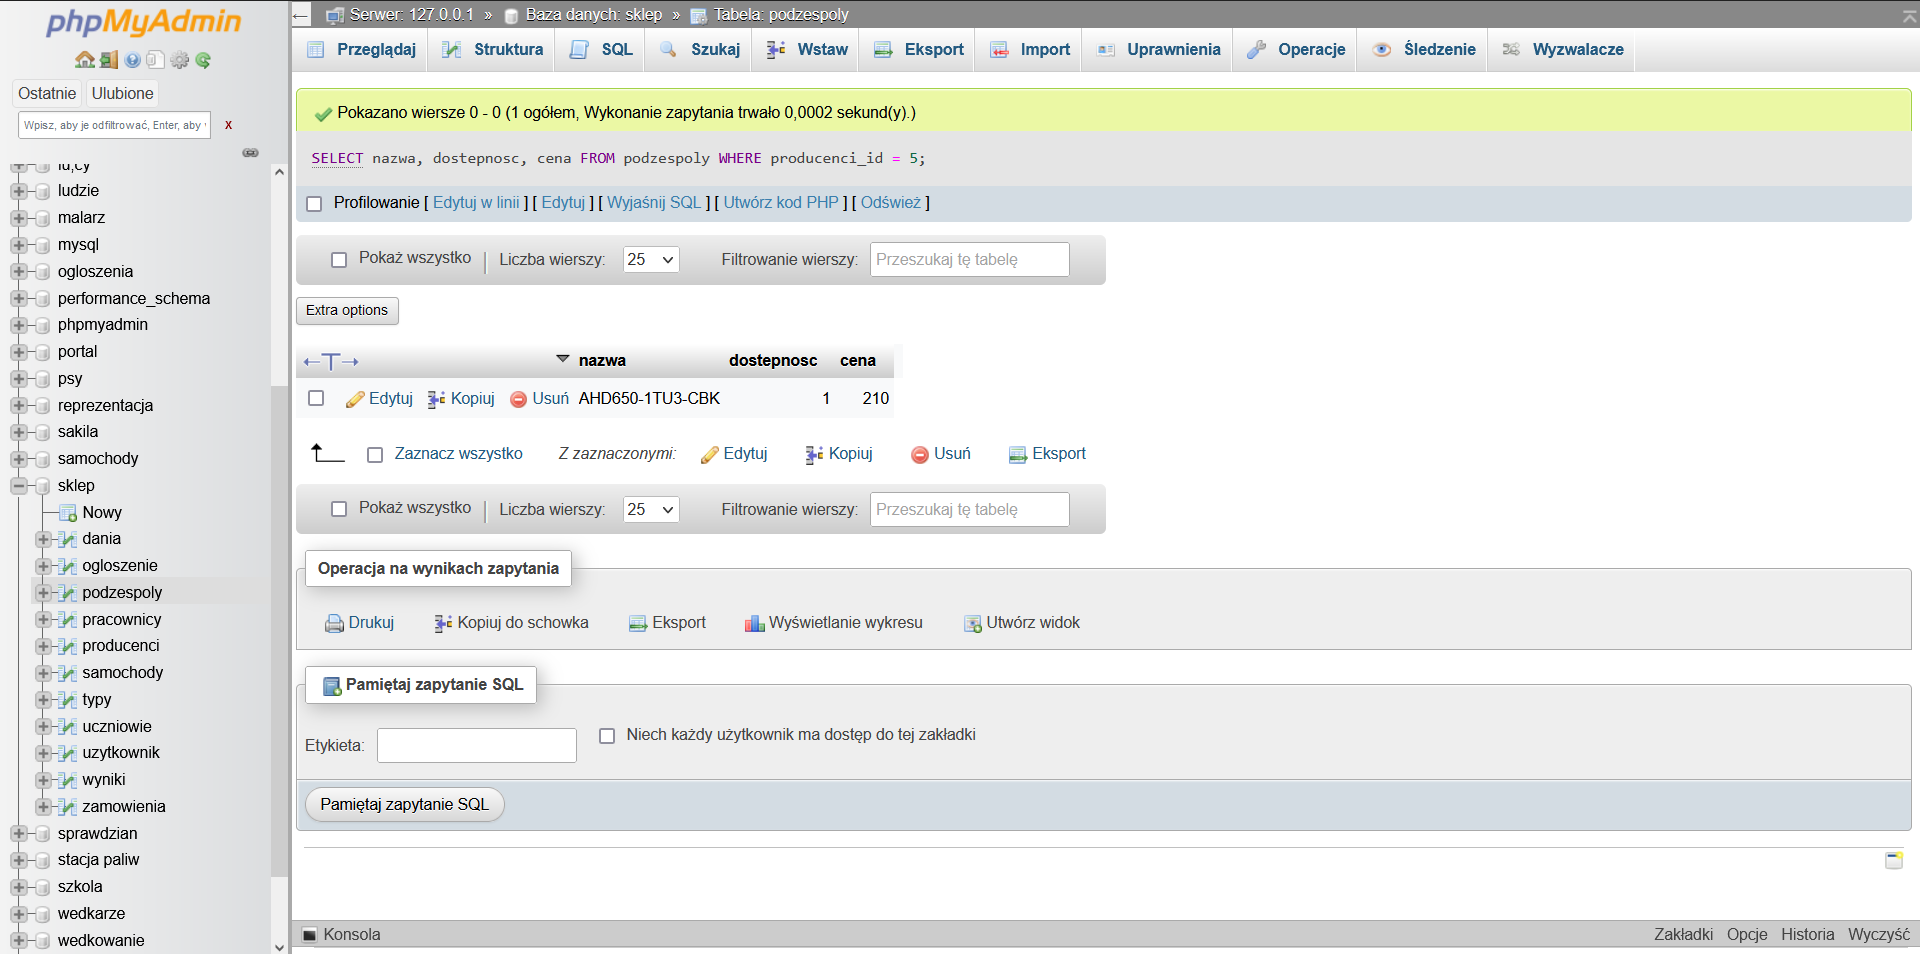 phpMyAdmin
Ostatnie Ulubione
Wpisz, aby je odfiltrować, Enter, aby X
ludzie
malarz
mysql
ogloszenia
performance_schema
phpmyadmin
portal
psy
reprezentacja
sakila
samochody
sklep
Nowy
dania
ogloszenie
podzespoly
pracownicy
producenci
samochody
typy
uczniowie
uzytkownik
wyniki
zamowienia
sprawdzian
stacja paliw
szkola
wedkarze
wedkowanie
Serwer: 127.0.0.1 » Baza danych: sklep » Tabela: podzespoly
Przeglądaj Struktura SQL Szukaj Wstaw Eksport Import Uprawnienia Operacje Śledzenie Wyzwalacze
Pokazano wiersze 0 - 0 (1 ogółem, Wykonanie zapytania trwało 0,0002 sekund(y).)
SELECT nazwa, dostepnosc, cena FROM podzespoly WHERE producenci_id = 5;
Profilowanie [ Edytuj w linii ] [ Edytuj ] [ Wyjaśnij SQL ] [ Utwórz kod PHP ] [ Odśwież ]
Pokaż wszystko Liczba wierszy: 25 Filtrowanie wierszy: Przeszukaj tę tabelę
Extra options
←T→ nazwa dostepnosc cena
Edytuj Kopiuj Usuń AHD650-1TU3-CBK 1 210
Zaznacz wszystko Z zaznaczonymi: Edytuj Kopiuj Usuń Eksport
Pokaż wszystko Liczba wierszy: 25 Filtrowanie wierszy: Przeszukaj tę tabelę
Operacja na wynikach zapytania
Drukuj Kopiuj do schowka Eksport Wyświetlanie wykresu Utwórz widok
Pamiętaj zapytanie SQL
Etykieta: Niech każdy użytkownik ma dostęp do tej zakładki
Pamiętaj zapytanie SQL
Konsola Zakładki Opcje Historia Wyczyść